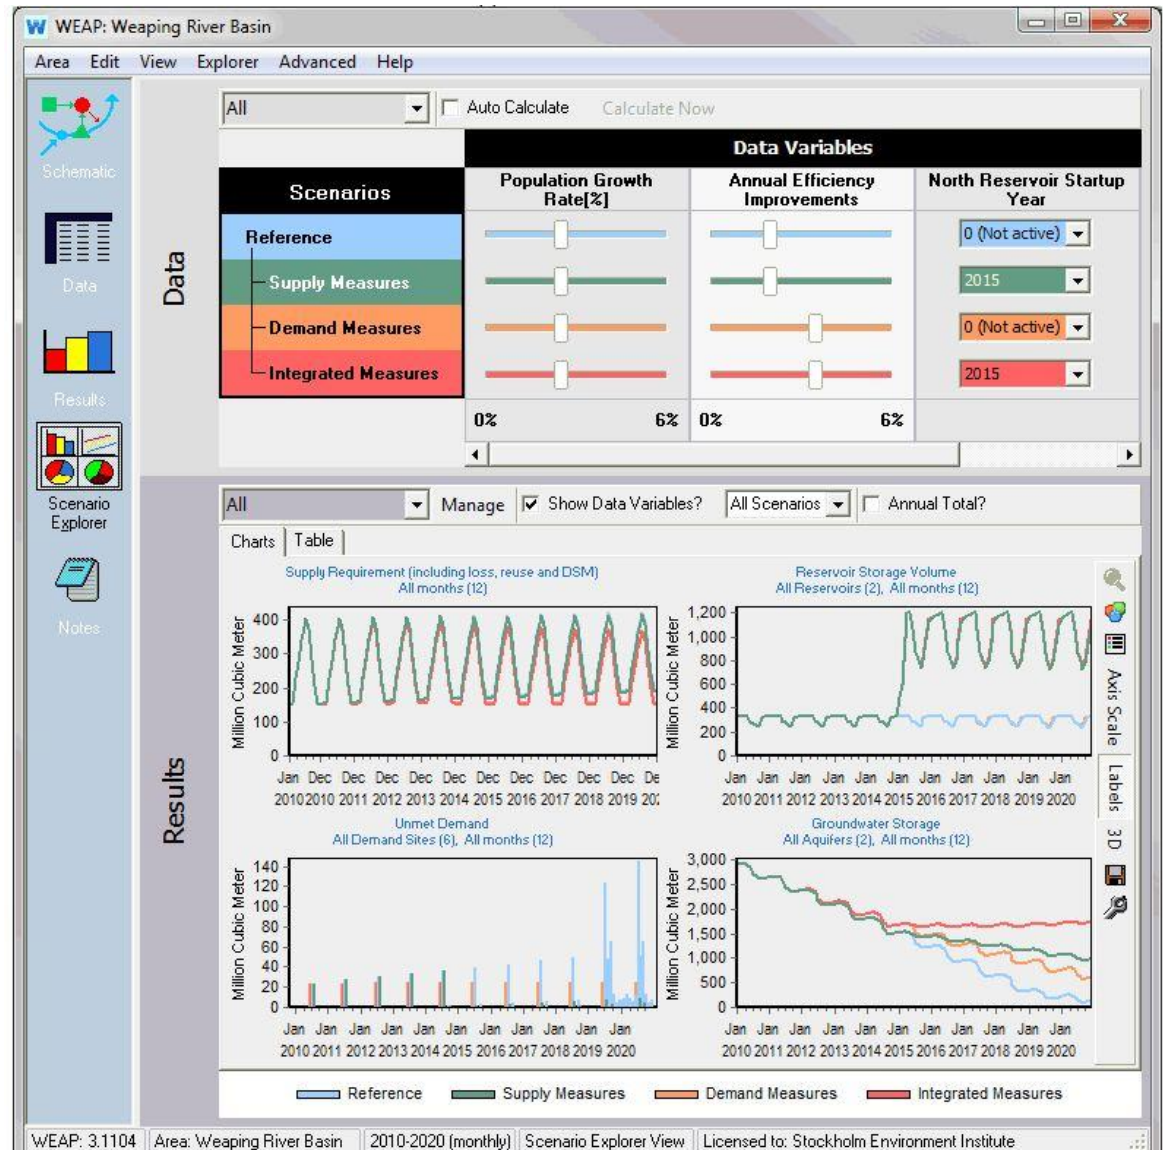 WEAP: Weaping River Basin
Area Edit View Explorer Advanced Help
Schematic
Data
Results
Scenario Explorer
Notes
Data
All
Auto Calculate
Calculate Now
Data Variables
Scenarios
Population Growth Rate[%]
Annual Efficiency Improvements
North Reservoir Startup Year
Reference
0 (Not active)
Supply Measures
2015
Demand Measures
0 (Not active)
Integrated Measures
2015
0% 6% 0% 6%
Results
All
Manage
Show Data Variables?
All Scenarios
Annual Total?
Charts Table
Supply Requirement (including loss, reuse and DSM)
All months (12)
Million Cubic Meter
400
300
200
100
0
Jan Dec Dec Dec Dec Dec Dec Dec Dec Dec Dec De
2010 2010 2011 2012 2013 2014 2015 2016 2017 2018 2019 202
Reservoir Storage Volume
All Reservoirs (2), All months (12)
Million Cubic Meter
1,200
1,000
800
600
400
200
0
Jan Jan Jan Jan Jan Jan Jan Jan Jan Jan Jan
2010 2011 2012 2013 2014 2015 2016 2017 2018 2019 2020
Unmet Demand
All Demand Sites (6), All months (12)
Million Cubic Meter
140
120
100
80
60
40
20
0
Jan Jan Jan Jan Jan Jan Jan Jan Jan Jan Jan
2010 2011 2012 2013 2014 2015 2016 2017 2018 2019 2020
Groundwater Storage
All Aquifers (2), All months (12)
Million Cubic Meter
3,000
2,500
2,000
1,500
1,000
500
0
Jan Jan Jan Jan Jan Jan Jan Jan Jan Jan Jan
2010 2011 2012 2013 2014 2015 2016 2017 2018 2019 2020
Axis Scale
Labels
3D
Reference Supply Measures Demand Measures Integrated Measures
WEAP: 3.1104 Area: Weaping River Basin 2010-2020 (monthly) Scenario Explorer View Licensed to: Stockholm Environment Institute